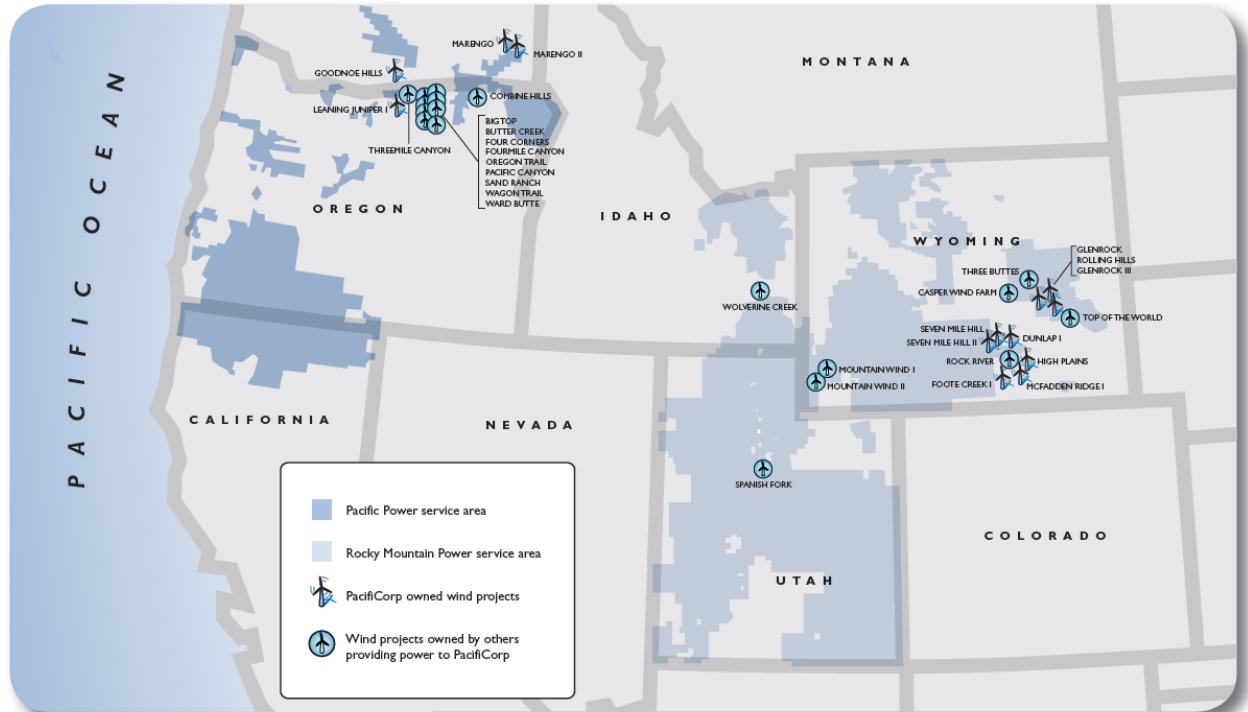 PACIFIC OCEAN
MARENGO
MARENGO II
MONTANA
GOODNOE HILLS
LEANING JUNIPER I
COMBINE HILLS
THREEMILE CANYON
BIGTOP
BUTTER CREEK
FOUR CORNERS
FOURMILE CANYON
OREGON TRAIL
PACIFIC CANYON
SAND RANCH
WAGON TRAIL
WARD BUTTE
OREGON
IDAHO
WYOMING
GLENROCK
ROLLING HILLS
GLENROCK III
THREE BUTTES
CASPER WIND FARM
WOLVERINE CREEK
TOP OF THE WORLD
SEVEN MILE HILL
SEVEN MILE HILL II
DUNLAP I
ROCK RIVER
HIGH PLAINS
MOUNTAIN WIND I
MOUNTAIN WIND II
FOOTE CREEK I
MCFADDEN RIDGE I
CALIFORNIA
NEVADA
SPANISH FORK
COLORADO
UTAH
Pacific Power service area
Rocky Mountain Power service area
PacifiCorp owned wind projects
Wind projects owned by others
providing power to PacifiCorp